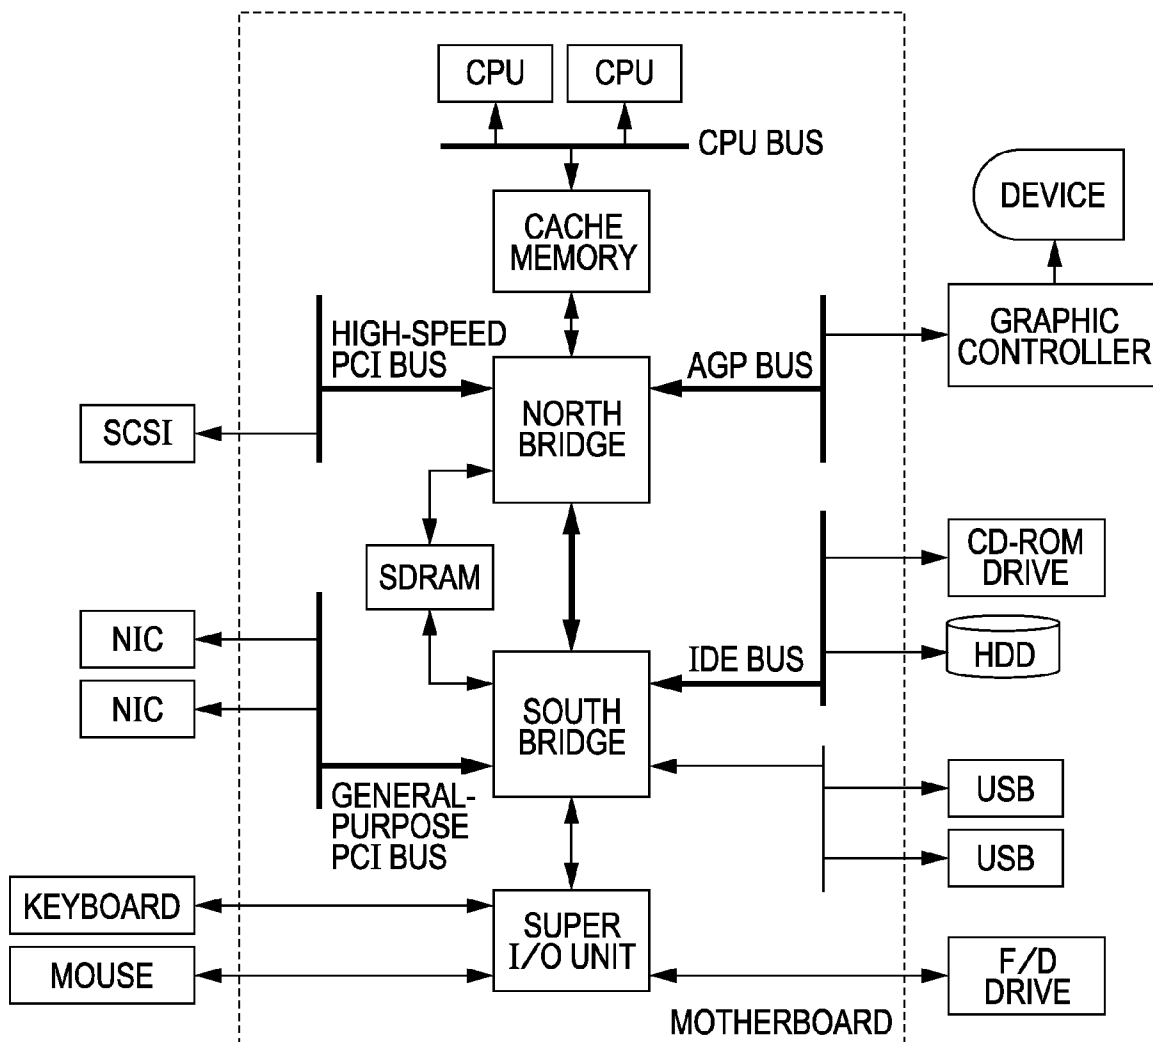 CPU
CPU
CPU BUS
DEVICE
CACHE
MEMORY
HIGH-SPEED
PCI BUS
AGP BUS
GRAPHIC
CONTROLLER
SCSI
NORTH
BRIDGE
SDRAM
CD-ROM
DRIVE
NIC
NIC
IDE BUS
HDD
SOUTH
BRIDGE
GENERAL-
PURPOSE
PCI BUS
USB
USB
KEYBOARD
MOUSE
SUPER
I/O UNIT
F/D
DRIVE
MOTHERBOARD